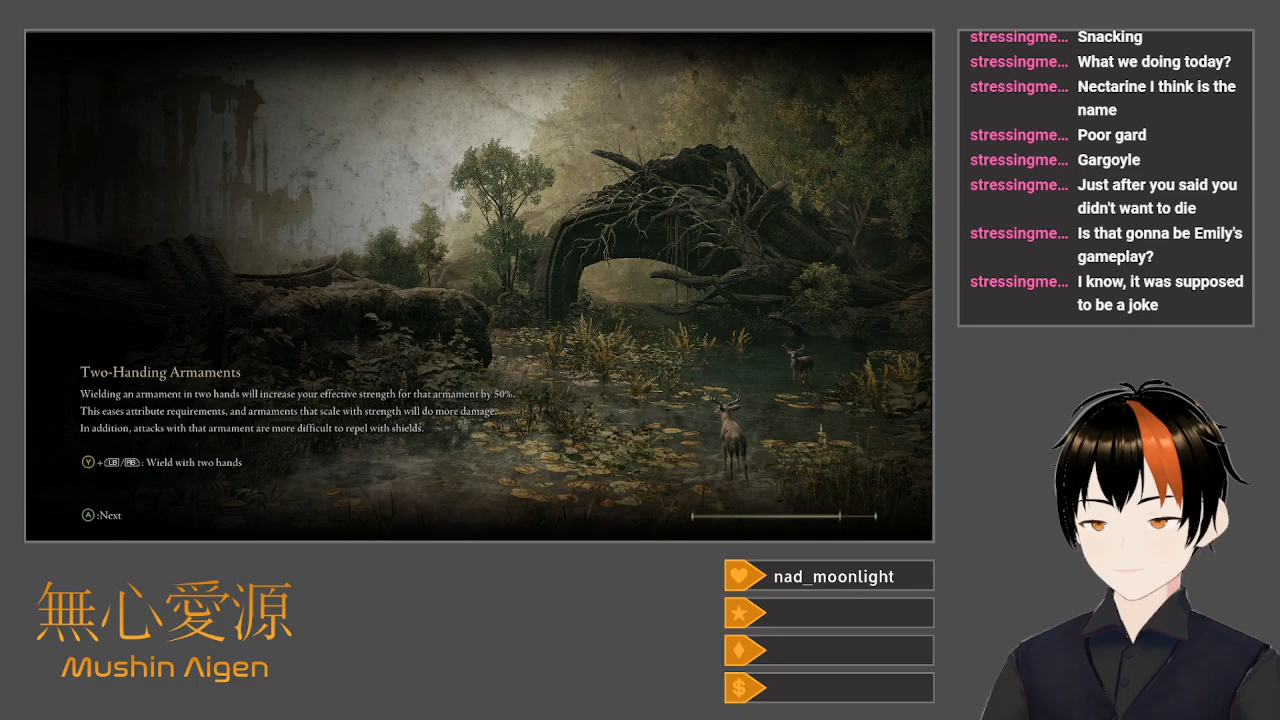 stressingme... Snacking
stressingme... What we doing today?
stressingme... Nectarine I think is the
name
stressingme... Poor gard
stressingme... Gargoyle
stressingme... Just after you said you
didn't want to die
stressingme... Is that gonna be Emily's
gameplay?
stressingme... I know, it was supposed
to be a joke
Two-Handing Armaments
Wielding an armament in two hands will increase your effective strength for that armament by 50%.
This eases attribute requirements, and armaments that scale with strength will do more damage.
In addition, attacks with that armament are more difficult to repel with shields.
Y+LB/RB: Wield with two hands
A:Next
nad_moonlight
$
無心愛源
Mushin Aigen